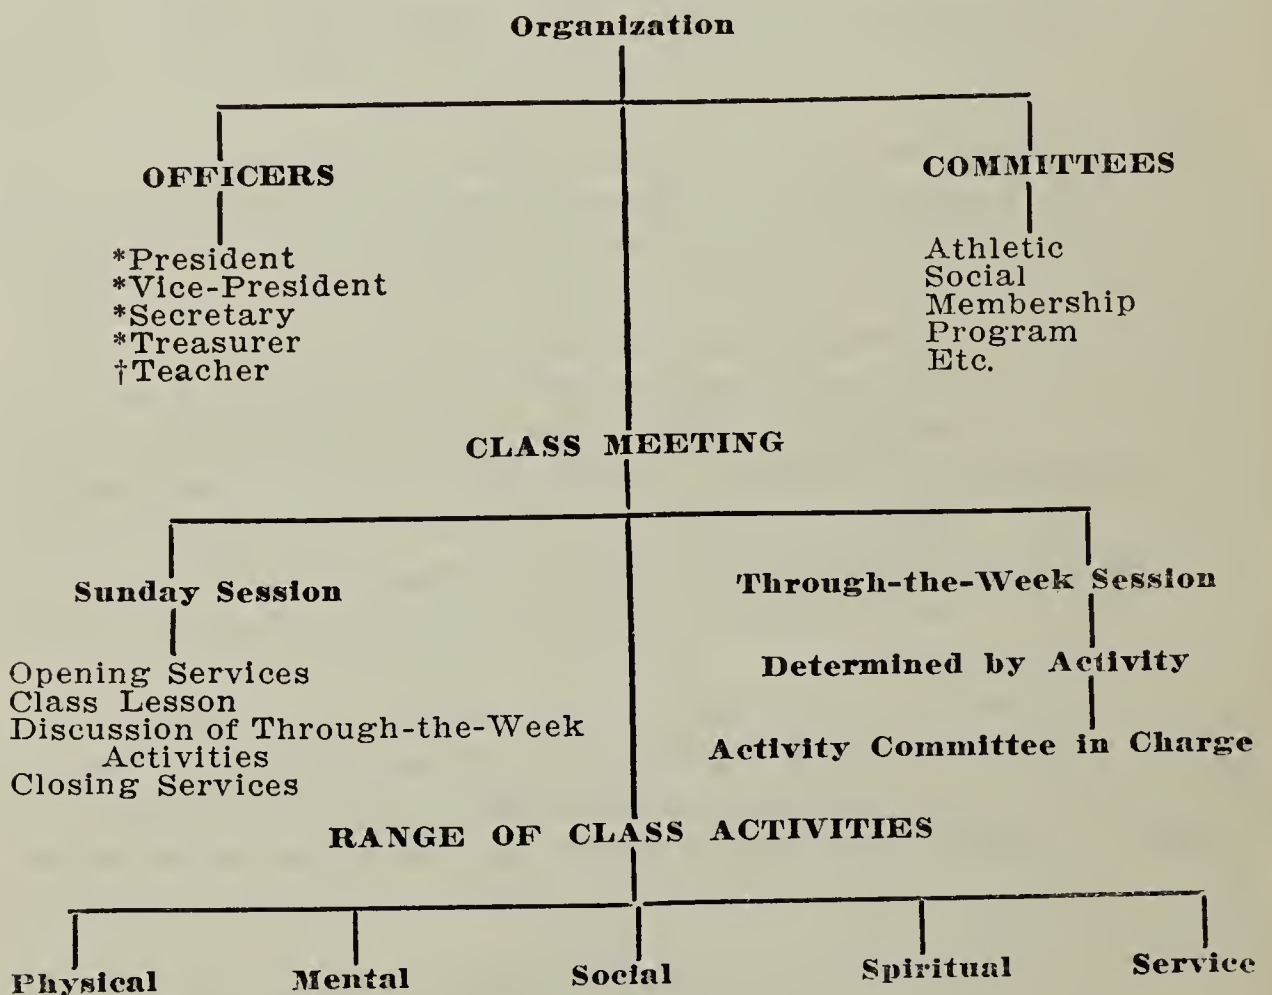 Organization
OFFICERS
*President
*Vice-President
*Secretary
*Treasurer
†Teacher
COMMITTEES
Athletic
Social
Membership
Program
Etc.
CLASS MEETING
Sunday Session
Opening Services
Class Lesson
Discussion of Through-the-Week
Activities
Closing Services
Through-the-Week Session
Determined by Activity
Activity Committee in Charge
RANGE OF CLASS ACTIVITIES
Physical Mental Social Spiritual Service